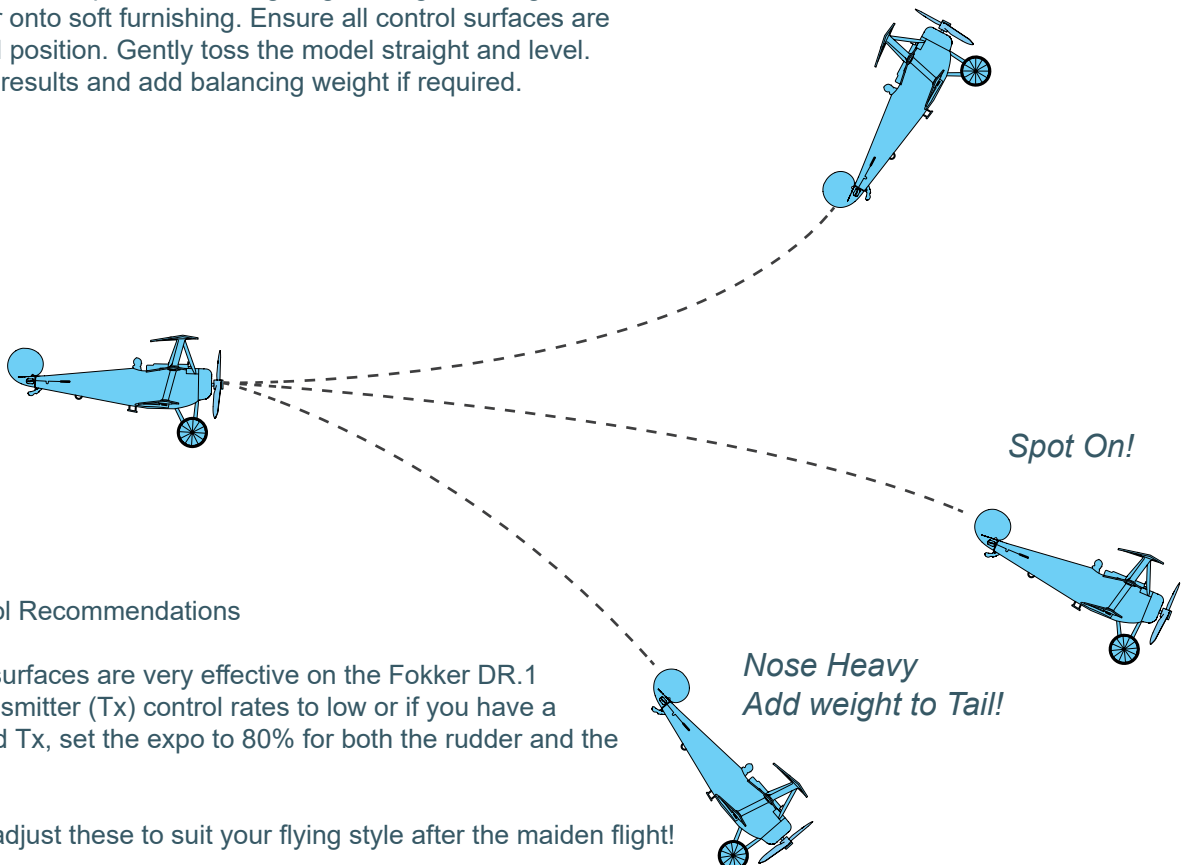 r onto soft furnishing. Ensure all control surfaces are
position. Gently toss the model straight and level.
results and add balancing weight if required.
Spot On!
Nose Heavy
Add weight to Tail!
Recommendations
surfaces are very effective on the Fokker DR.1
smitter (Tx) control rates to low or if you have a
d Tx, set the expo to 80% for both the rudder and the
adjust these to suit your flying style after the maiden flight!